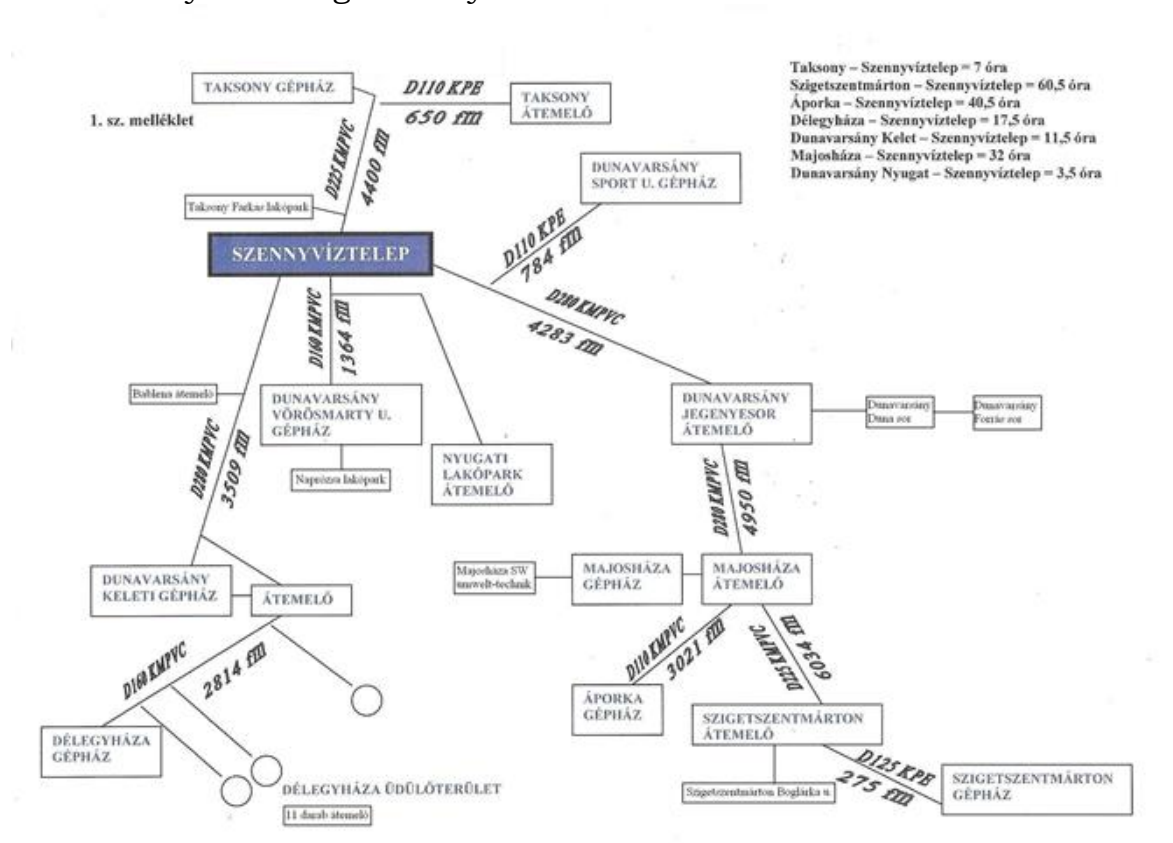 TAKSONY GÉPHÁZ
D110 KPE
650 fm
TAKSONY
ÁTEMELŐ
Taksony – Szennyvíztelep = 7 óra
Szigetszentmárton – Szennyvíztelep = 60,5 óra
Áporka – Szennyvíztelep = 40,5 óra
Délegyháza – Szennyvíztelep = 17,5 óra
Dunavarsány Kelet – Szennyvíztelep = 11,5 óra
Majosháza – Szennyvíztelep = 32 óra
Dunavarsány Nyugat – Szennyvíztelep = 3,5 óra
1. sz. melléklet
D225 KMPVC
4400 fm
DUNAVARSÁNY
SPORT U. GÉPHÁZ
Taksony Farkas lakópark
D110 KPE
784 fm
SZENNYVÍZTELEP
D160 KMPVC
1364 fm
D280 KMPVC
4283 fm
Bablena átemelő
DUNAVARSÁNY
VÖRÖSMARTY U.
GÉPHÁZ
DUNAVARSÁNY
JEGENYESOR
ÁTEMELŐ
Dunavarsány
Duna sor
Dunavarsány
Forrás sor
D200 KMPVC
3509 fm
Naprózsa lakópark
NYUGATI
LAKÓPARK
ÁTEMELŐ
4950 fm
KMPVC
DUNAVARSÁNY
KELETI GÉPHÁZ
ÁTEMELŐ
Majosháza SW
umwelt-technik
MAJOSHÁZA
GÉPHÁZ
MAJOSHÁZA
ÁTEMELŐ
D160 KMPVC
2814 fm
D110 KMPVC
3021 fm
6034 fm
D225 KMPVC
DÉLEGYHÁZA
GÉPHÁZ
ÁPORKA
GÉPHÁZ
SZIGETSZENTMÁRTON
ÁTEMELŐ
D125 KPE
275 fm
SZIGETSZENTMÁRTON
GÉPHÁZ
DÉLEGYHÁZA ÜDÜLŐTERÜLET
11 darab átemelő
Szigetszentmárton Boglárka u